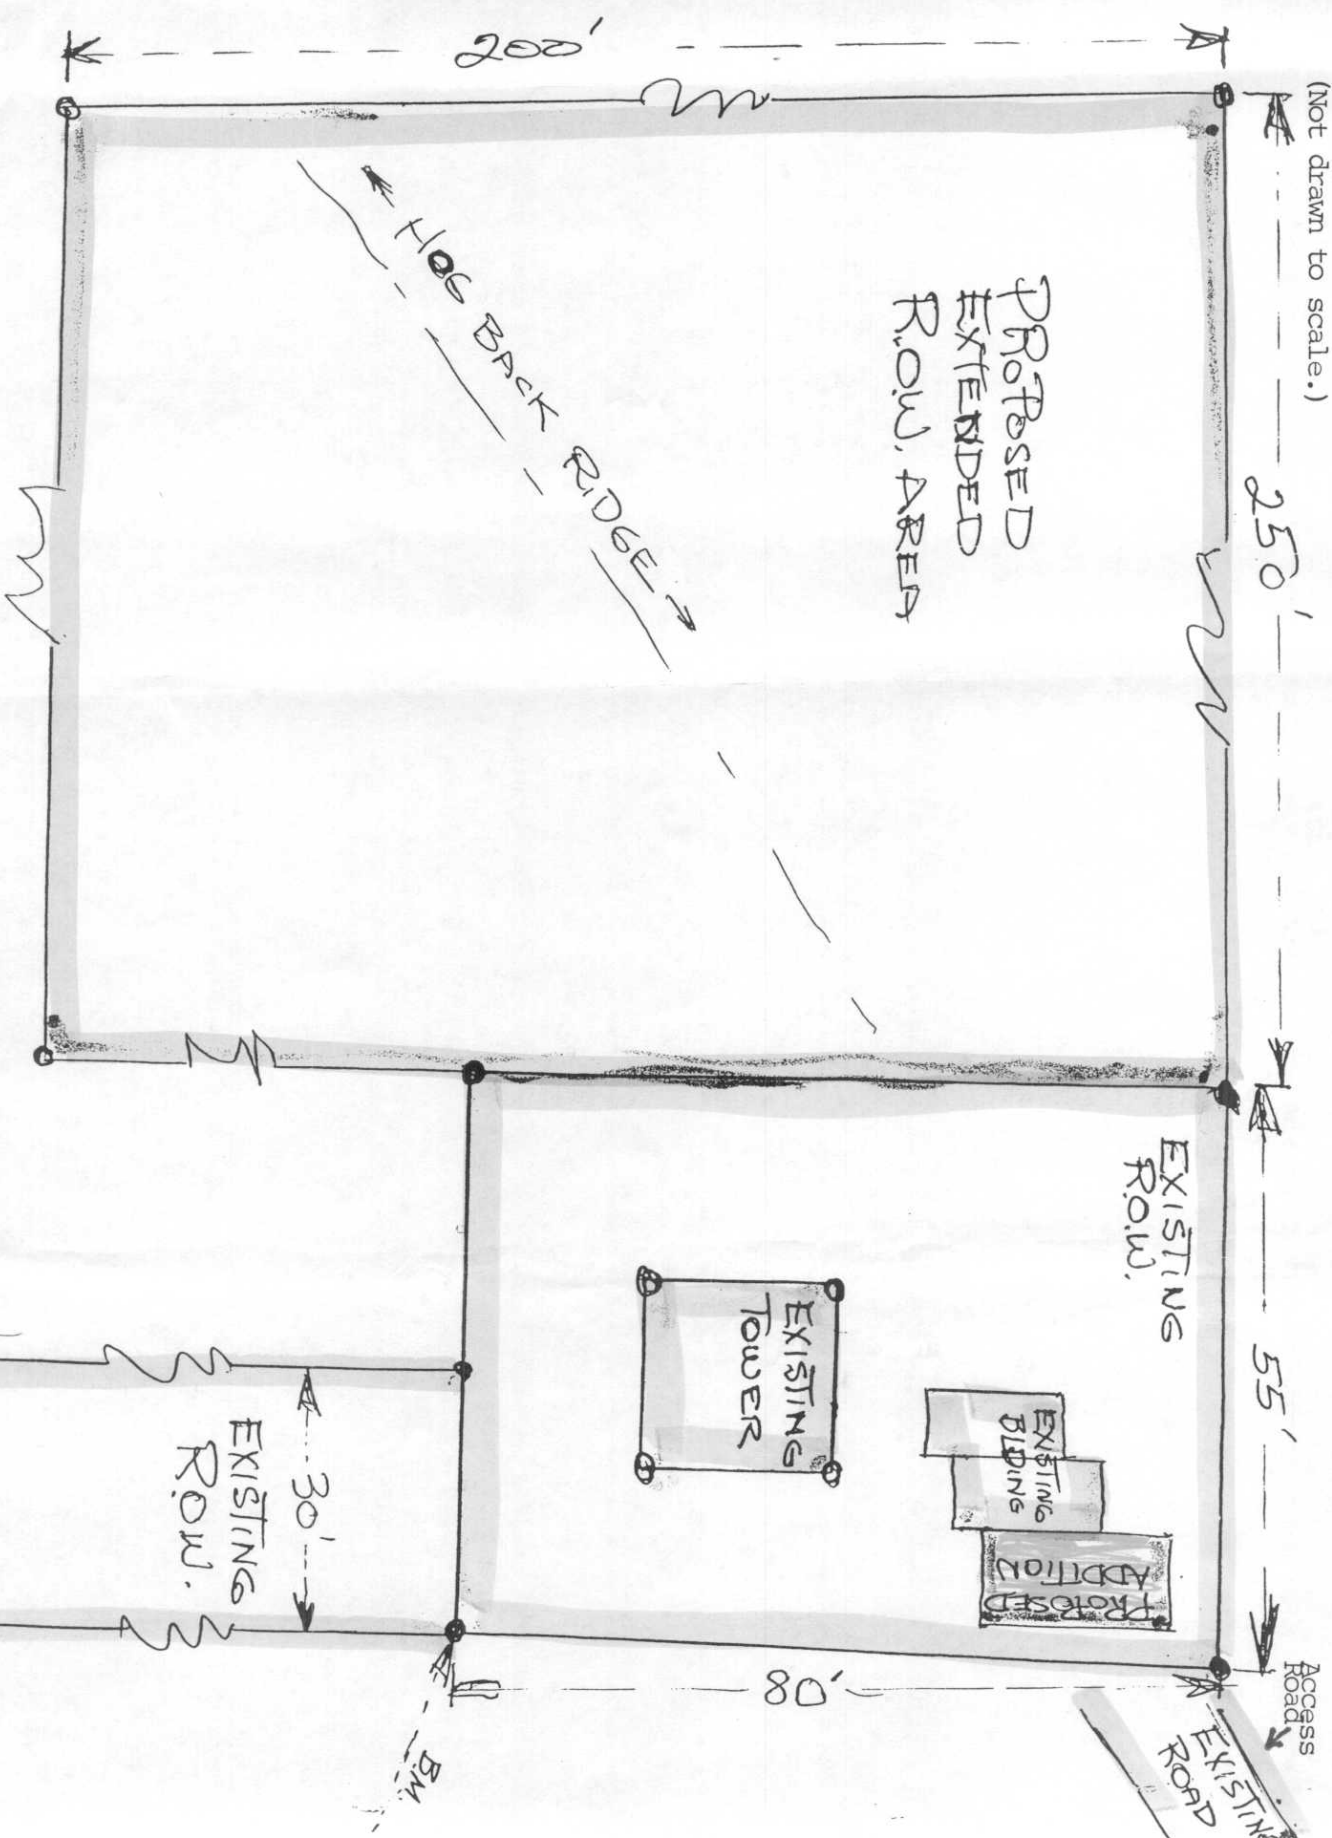 (Not drawn to scale.)
250'
55'
Access
Road
200'
PROPOSED
EXTENDED
R.O.W. AREA
HOG BACK RIDGE
EXISTING
R.O.W.
EXISTING
BLDING
PROPOSED
ADDITION
EXISTING
TOWER
80'
EXISTING
ROAD
30'
EXISTING
R.O.W.
B.M.